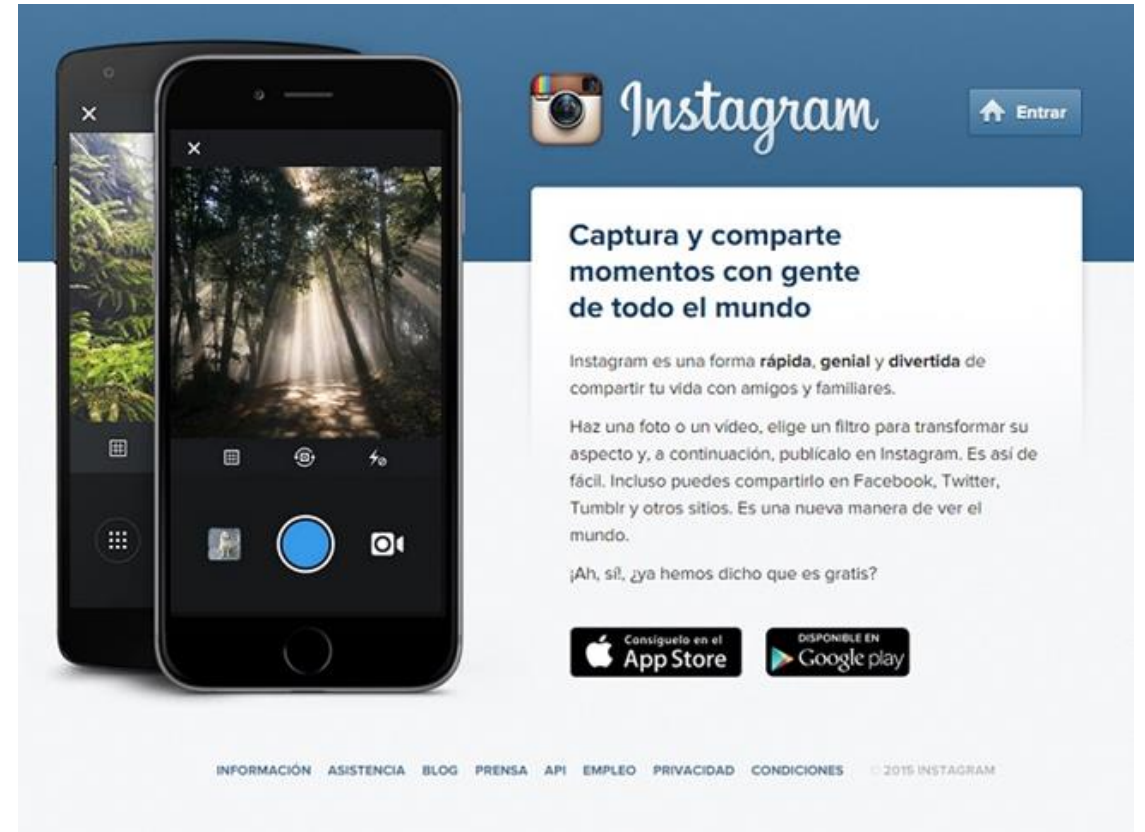 Instagram
Entrar
Captura y comparte
momentos con gente
de todo el mundo
Instagram es una forma rápida, genial y divertida de
compartir tu vida con amigos y familiares.
Haz una foto o un vídeo, elige un filtro para transformar su
aspecto y, a continuación, publícalo en Instagram. Es así de
fácil. Incluso puedes compartirlo en Facebook, Twitter,
Tumblr y otros sitios. Es una nueva manera de ver el
mundo.
¡Ah, sí!, ¿ya hemos dicho que es gratis?
Consíguelo en el
App Store
DISPONIBLE EN
Google play
INFORMACIÓN ASISTENCIA BLOG PRENSA API EMPLEO PRIVACIDAD CONDICIONES © 2015 INSTAGRAM